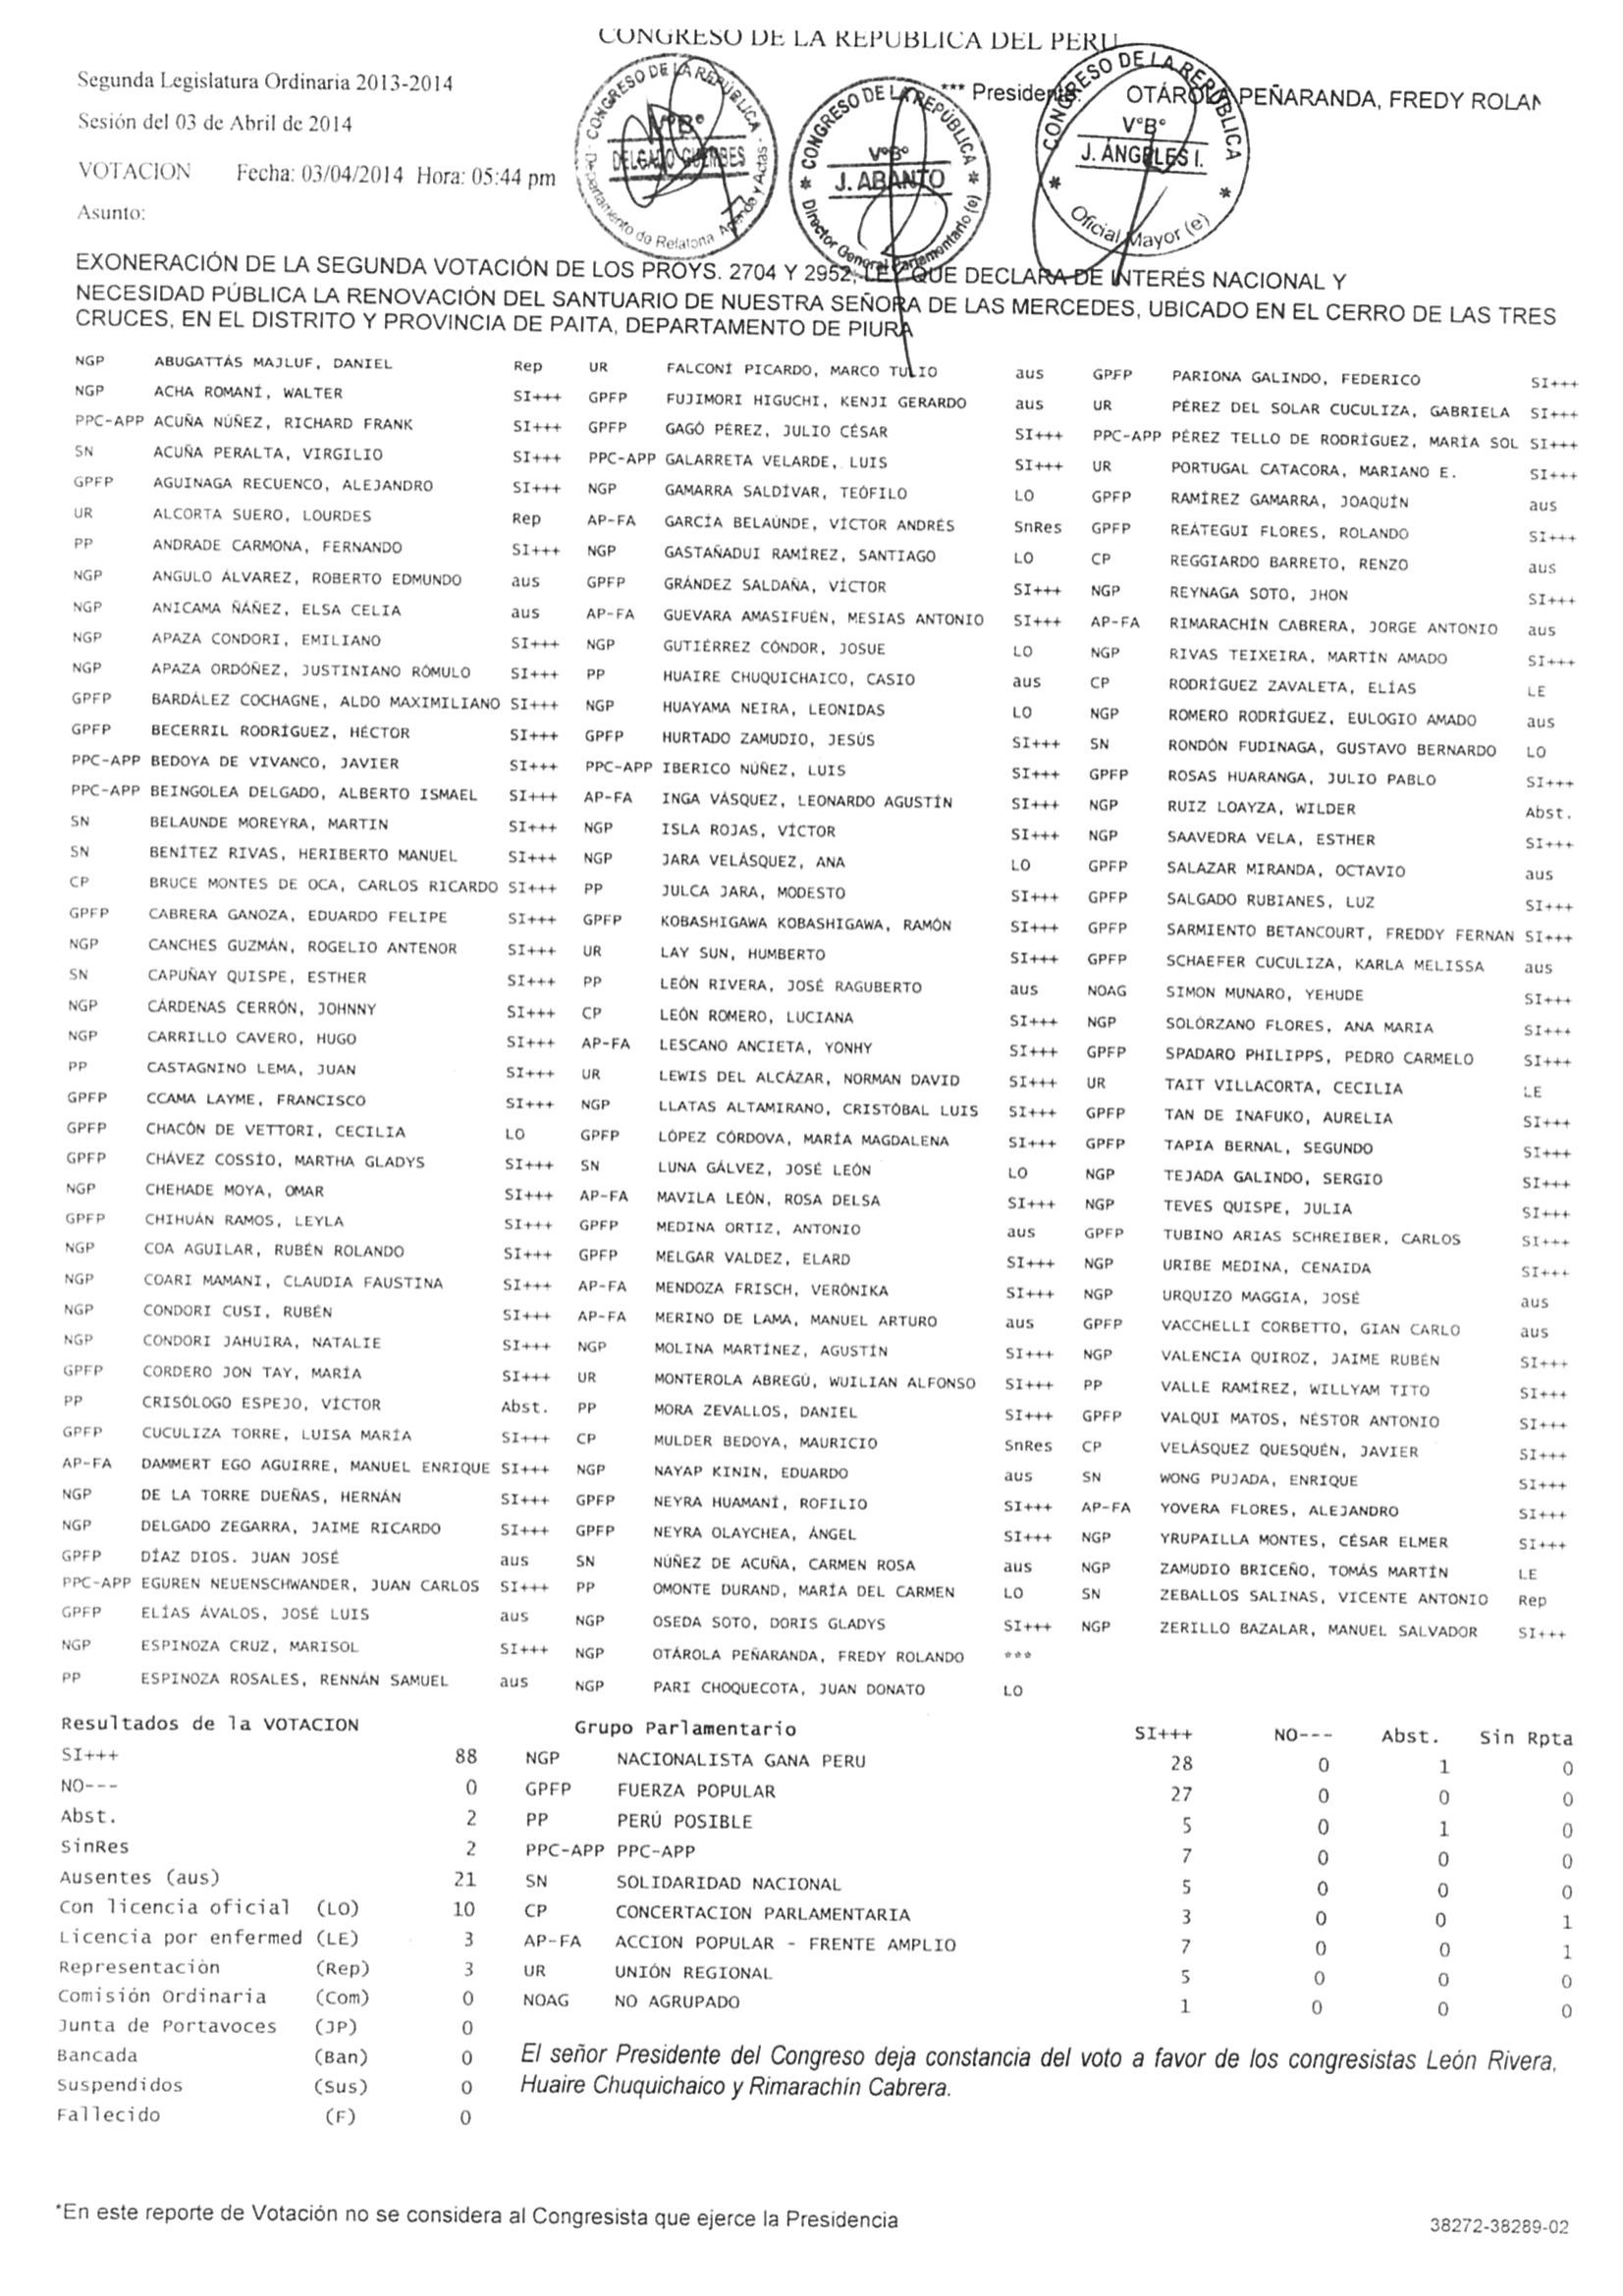 CONGRESO DE LA REPUBLICA DEL PERU
Segunda Legislatura Ordinaria 2013-2014
*** Presidente: OTÁROLA PEÑARANDA, FREDY ROLAN
Sesión del 03 de Abril de 2014
VOTACION Fecha: 03/04/2014 Hora: 05:44 pm
Asunto:
CONGRESO DE LA REPÚBLICA
V°B°
DELGADO GUEMBES
Departamento de Relatoria Agenda y Actas
CONGRESO DE LA REPÚBLICA
V°B°
J. ABANTO
Director General Parlamentario (e)
CONGRESO DE LA REPÚBLICA
V°B°
J. ÁNGELES I.
Oficial Mayor (e)
EXONERACIÓN DE LA SEGUNDA VOTACIÓN DE LOS PROYS. 2704 Y 2952, LEY QUE DECLARA DE INTERÉS NACIONAL Y
NECESIDAD PÚBLICA LA RENOVACIÓN DEL SANTUARIO DE NUESTRA SEÑORA DE LAS MERCEDES, UBICADO EN EL CERRO DE LAS TRES
CRUCES, EN EL DISTRITO Y PROVINCIA DE PAITA, DEPARTAMENTO DE PIURA
NGP ABUGATTÁS MAJLUF, DANIEL Rep UR FALCONÍ PICARDO, MARCO TULIO aus GPFP PARIONA GALINDO, FEDERICO SI+++
NGP ACHA ROMANÍ, WALTER SI+++ GPFP FUJIMORI HIGUCHI, KENJI GERARDO aus UR PÉREZ DEL SOLAR CUCULIZA, GABRIELA SI+++
PPC-APP ACUÑA NÚÑEZ, RICHARD FRANK SI+++ GPFP GAGÓ PÉREZ, JULIO CÉSAR SI+++ PPC-APP PÉREZ TELLO DE RODRÍGUEZ, MARÍA SOL SI+++
SN ACUÑA PERALTA, VIRGILIO SI+++ PPC-APP GALARRETA VELARDE, LUIS SI+++ UR PORTUGAL CATACORA, MARIANO E. SI+++
GPFP AGUINAGA RECUENCO, ALEJANDRO SI+++ NGP GAMARRA SALDÍVAR, TEÓFILO LO GPFP RAMÍREZ GAMARRA, JOAQUÍN aus
UR ALCORTA SUERO, LOURDES Rep AP-FA GARCÍA BELAÚNDE, VÍCTOR ANDRÉS SnRes GPFP REÁTEGUI FLORES, ROLANDO SI+++
PP ANDRADE CARMONA, FERNANDO SI+++ NGP GASTAÑADUI RAMÍREZ, SANTIAGO LO CP REGGIARDO BARRETO, RENZO aus
NGP ANGULO ÁLVAREZ, ROBERTO EDMUNDO aus GPFP GRÁNDEZ SALDAÑA, VÍCTOR SI+++ NGP REYNAGA SOTO, JHON SI+++
NGP ANICAMA ÑÁÑEZ, ELSA CELIA aus AP-FA GUEVARA AMASIFUÉN, MESIAS ANTONIO SI+++ AP-FA RIMARACHÍN CABRERA, JORGE ANTONIO aus
NGP APAZA CONDORI, EMILIANO SI+++ NGP GUTIÉRREZ CÓNDOR, JOSUE LO NGP RIVAS TEIXEIRA, MARTÍN AMADO SI+++
NGP APAZA ORDÓÑEZ, JUSTINIANO RÓMULO SI+++ PP HUAIRE CHUQUICHAICO, CASIO aus CP RODRÍGUEZ ZAVALETA, ELÍAS LE
GPFP BARDÁLEZ COCHAGNE, ALDO MAXIMILIANO SI+++ NGP HUAYAMA NEIRA, LEONIDAS LO NGP ROMERO RODRÍGUEZ, EULOGIO AMADO aus
GPFP BECERRIL RODRÍGUEZ, HÉCTOR SI+++ GPFP HURTADO ZAMUDIO, JESÚS SI+++ SN RONDÓN FUDINAGA, GUSTAVO BERNARDO LO
PPC-APP BEDOYA DE VIVANCO, JAVIER SI+++ PPC-APP IBERICO NÚÑEZ, LUIS SI+++ GPFP ROSAS HUARANGA, JULIO PABLO SI+++
PPC-APP BEINGOLEA DELGADO, ALBERTO ISMAEL SI+++ AP-FA INGA VÁSQUEZ, LEONARDO AGUSTÍN SI+++ NGP RUIZ LOAYZA, WILDER Abst.
SN BELAUNDE MOREYRA, MARTIN SI+++ NGP ISLA ROJAS, VÍCTOR SI+++ NGP SAAVEDRA VELA, ESTHER SI+++
SN BENÍTEZ RIVAS, HERIBERTO MANUEL SI+++ NGP JARA VELÁSQUEZ, ANA LO GPFP SALAZAR MIRANDA, OCTAVIO aus
CP BRUCE MONTES DE OCA, CARLOS RICARDO SI+++ PP JULCA JARA, MODESTO SI+++ GPFP SALGADO RUBIANES, LUZ SI+++
GPFP CABRERA GANOZA, EDUARDO FELIPE SI+++ GPFP KOBASHIGAWA KOBASHIGAWA, RAMÓN SI+++ GPFP SARMIENTO BETANCOURT, FREDDY FERNAN SI+++
NGP CANCHES GUZMÁN, ROGELIO ANTENOR SI+++ UR LAY SUN, HUMBERTO SI+++ GPFP SCHAEFER CUCULIZA, KARLA MELISSA aus
SN CAPUÑAY QUISPE, ESTHER SI+++ PP LEÓN RIVERA, JOSÉ RAGUBERTO aus NOAG SIMON MUNARO, YEHUDE SI+++
NGP CÁRDENAS CERRÓN, JOHNNY SI+++ CP LEÓN ROMERO, LUCIANA SI+++ NGP SOLÓRZANO FLORES, ANA MARIA SI+++
NGP CARRILLO CAVERO, HUGO SI+++ AP-FA LESCANO ANCIETA, YONHY SI+++ GPFP SPADARO PHILIPPS, PEDRO CARMELO SI+++
PP CASTAGNINO LEMA, JUAN SI+++ UR LEWIS DEL ALCÁZAR, NORMAN DAVID SI+++ UR TAIT VILLACORTA, CECILIA LE
GPFP CCAMA LAYME, FRANCISCO SI+++ NGP LLATAS ALTAMIRANO, CRISTÓBAL LUIS SI+++ GPFP TAN DE INAFUKO, AURELIA SI+++
GPFP CHACÓN DE VETTORI, CECILIA LO GPFP LÓPEZ CÓRDOVA, MARÍA MAGDALENA SI+++ GPFP TAPIA BERNAL, SEGUNDO SI+++
GPFP CHÁVEZ COSSÍO, MARTHA GLADYS SI+++ SN LUNA GÁLVEZ, JOSÉ LEÓN LO NGP TEJADA GALINDO, SERGIO SI+++
NGP CHEHADE MOYA, OMAR SI+++ AP-FA MAVILA LEÓN, ROSA DELSA SI+++ NGP TEVES QUISPE, JULIA SI+++
GPFP CHIHUÁN RAMOS, LEYLA SI+++ GPFP MEDINA ORTIZ, ANTONIO aus GPFP TUBINO ARIAS SCHREIBER, CARLOS SI+++
NGP COA AGUILAR, RUBÉN ROLANDO SI+++ GPFP MELGAR VALDEZ, ELARD SI+++ NGP URIBE MEDINA, CENAIDA SI+++
NGP COARI MAMANI, CLAUDIA FAUSTINA SI+++ AP-FA MENDOZA FRISCH, VERÓNIKA SI+++ NGP URQUIZO MAGGIA, JOSÉ aus
NGP CONDORI CUSI, RUBÉN SI+++ AP-FA MERINO DE LAMA, MANUEL ARTURO aus GPFP VACCHELLI CORBETTO, GIAN CARLO aus
NGP CONDORI JAHUIRA, NATALIE SI+++ NGP MOLINA MARTÍNEZ, AGUSTÍN SI+++ NGP VALENCIA QUIROZ, JAIME RUBÉN SI+++
GPFP CORDERO JON TAY, MARÍA SI+++ UR MONTEROLA ABREGÚ, WUILIAN ALFONSO SI+++ PP VALLE RAMÍREZ, WILLYAM TITO SI+++
PP CRISÓLOGO ESPEJO, VÍCTOR Abst. PP MORA ZEVALLOS, DANIEL SI+++ GPFP VALQUI MATOS, NÉSTOR ANTONIO SI+++
GPFP CUCULIZA TORRE, LUISA MARÍA SI+++ CP MULDER BEDOYA, MAURICIO SnRes CP VELÁSQUEZ QUESQUÉN, JAVIER SI+++
AP-FA DAMMERT EGO AGUIRRE, MANUEL ENRIQUE SI+++ NGP NAYAP KININ, EDUARDO aus SN WONG PUJADA, ENRIQUE SI+++
NGP DE LA TORRE DUEÑAS, HERNÁN SI+++ GPFP NEYRA HUAMANÍ, ROFILIO SI+++ AP-FA YOVERA FLORES, ALEJANDRO SI+++
NGP DELGADO ZEGARRA, JAIME RICARDO SI+++ GPFP NEYRA OLAYCHEA, ÁNGEL SI+++ NGP YRUPAILLA MONTES, CÉSAR ELMER SI+++
GPFP DÍAZ DIOS. JUAN JOSÉ aus SN NÚÑEZ DE ACUÑA, CARMEN ROSA aus NGP ZAMUDIO BRICEÑO, TOMÁS MARTÍN LE
PPC-APP EGUREN NEUENSCHWANDER, JUAN CARLOS SI+++ PP OMONTE DURAND, MARÍA DEL CARMEN LO SN ZEBALLOS SALINAS, VICENTE ANTONIO Rep
GPFP ELÍAS ÁVALOS, JOSÉ LUIS aus NGP OSEDA SOTO, DORIS GLADYS SI+++ NGP ZERILLO BAZALAR, MANUEL SALVADOR SI+++
NGP ESPINOZA CRUZ, MARISOL SI+++ NGP OTÁROLA PEÑARANDA, FREDY ROLANDO ***
PP ESPINOZA ROSALES, RENNÁN SAMUEL aus NGP PARI CHOQUECOTA, JUAN DONATO LO
Resultados de la VOTACION Grupo Parlamentario SI+++ NO--- Abst. Sin Rpta
SI+++ 88 NGP NACIONALISTA GANA PERU 28 0 1 0
NO--- 0 GPFP FUERZA POPULAR 27 0 0 0
Abst. 2 PP PERÚ POSIBLE 5 0 1 0
SinRes 2 PPC-APP PPC-APP 7 0 0 0
Ausentes (aus) 21 SN SOLIDARIDAD NACIONAL 5 0 0 0
Con licencia oficial (LO) 10 CP CONCERTACION PARLAMENTARIA 3 0 0 1
Licencia por enfermed (LE) 3 AP-FA ACCION POPULAR - FRENTE AMPLIO 7 0 0 1
Representación (Rep) 3 UR UNIÓN REGIONAL 5 0 0 0
Comisión Ordinaria (Com) 0 NOAG NO AGRUPADO 1 0 0 0
Junta de Portavoces (JP) 0
Bancada (Ban) 0
Suspendidos (Sus) 0
Fallecido (F) 0
El señor Presidente del Congreso deja constancia del voto a favor de los congresistas León Rivera,
Huaire Chuquichaico y Rimarachín Cabrera.
*En este reporte de Votación no se considera al Congresista que ejerce la Presidencia
38272-38289-02